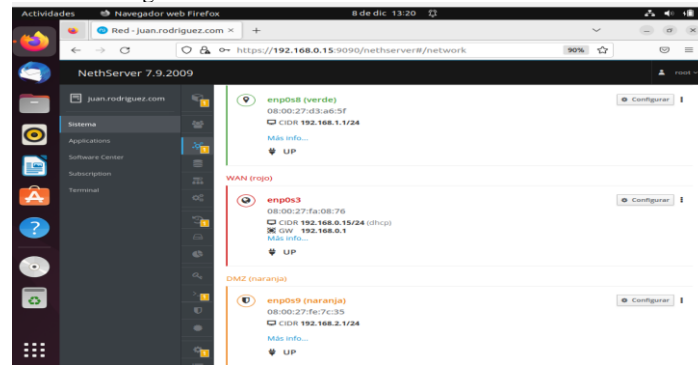 Actividades
Navegador web Firefox
8 de dic 13:20
Red - juan.rodriguez.com
https://192.168.0.15:9090/nethserver#/network
90%
NethServer 7.9.2009
root
juan.rodriguez.com
Sistema
Applications
Software Center
Subscription
Terminal
enp0s8 (verde)
Configurar
08:00:27:d3:a6:5f
CIDR 192.168.1.1/24
Más info...
UP
WAN (rojo)
enp0s3
Configurar
08:00:27:fa:08:76
CIDR 192.168.0.15/24 (dhcp)
GW 192.168.0.1
Más info...
UP
DMZ (naranja)
enp0s9 (naranja)
Configurar
08:00:27:fe:7c:35
CIDR 192.168.2.1/24
Más info...
UP